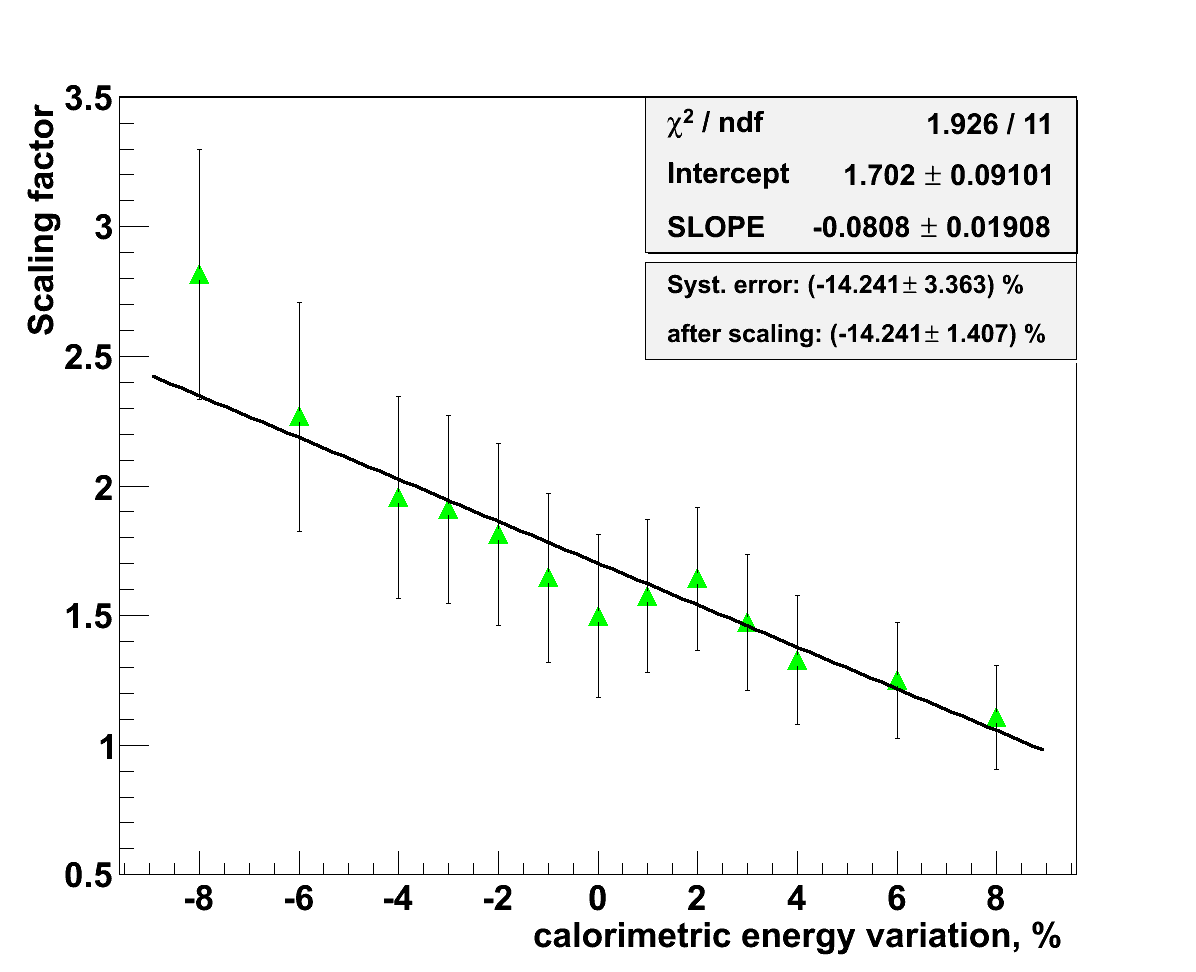 Scaling factor
3.5
3
2.5
2
1.5
1
0.5
χ² / ndf 1.926 / 11
Intercept 1.702 ± 0.09101
SLOPE -0.0808 ± 0.01908
Syst. error: (-14.241± 3.363) %
after scaling: (-14.241± 1.407) %
-8 -6 -4 -2 0 2 4 6 8
calorimetric energy variation, %